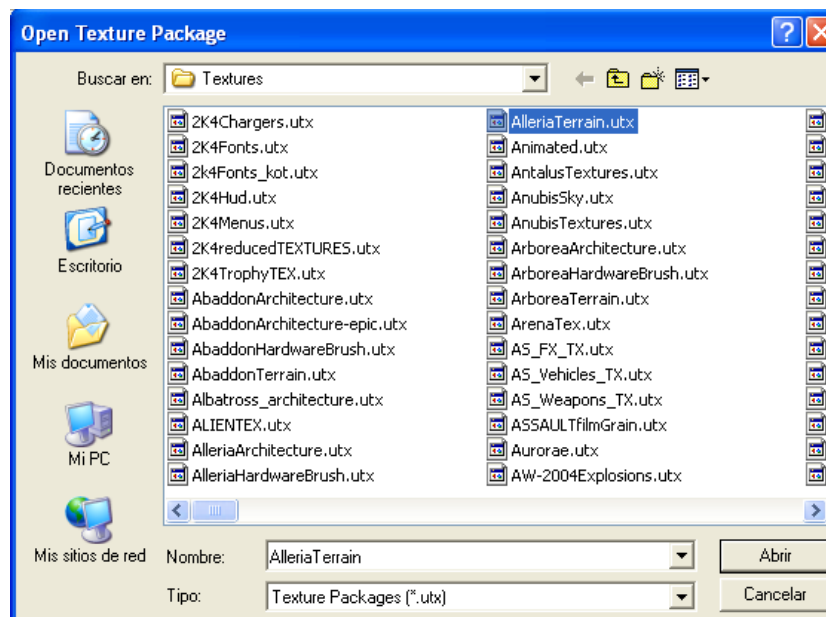 Open Texture Package
Buscar en: Textures
Documentos
recientes
Escritorio
Mis documentos
Mi PC
Mis sitios de red
2K4Chargers.utx
2K4Fonts.utx
2k4Fonts_kot.utx
2K4Hud.utx
2K4Menus.utx
2K4reducedTEXTURES.utx
2K4TrophyTEX.utx
AbaddonArchitecture.utx
AbaddonArchitecture-epic.utx
AbaddonHardwareBrush.utx
AbaddonTerrain.utx
Albatross_architecture.utx
ALIENTEX.utx
AlleriaArchitecture.utx
AlleriaHardwareBrush.utx
AlleriaTerrain.utx
Animated.utx
AntalusTextures.utx
AnubisSky.utx
AnubisTextures.utx
ArboreaArchitecture.utx
ArboreaHardwareBrush.utx
ArboreaTerrain.utx
ArenaTex.utx
AS_FX_TX.utx
AS_Vehicles_TX.utx
AS_Weapons_TX.utx
ASSAULTfilmGrain.utx
Aurorae.utx
AW-2004Explosions.utx
Nombre: AlleriaTerrain Abrir
Tipo: Texture Packages (*.utx) Cancelar